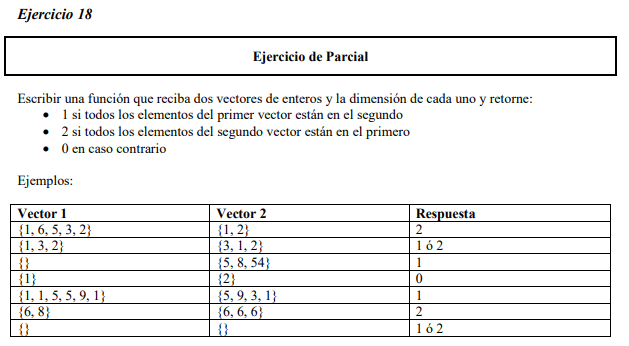 Ejercicio 18
Ejercicio de Parcial
Escribir una función que reciba dos vectores de enteros y la dimensión de cada uno y retorne:
• 1 si todos los elementos del primer vector están en el segundo
• 2 si todos los elementos del segundo vector están en el primero
• 0 en caso contrario
Ejemplos:
Vector 1 Vector 2 Respuesta
{1, 6, 5, 3, 2} {1, 2} 2
{1, 3, 2} {3, 1, 2} 1 ó 2
{} {5, 8, 54} 1
{1} {2} 0
{1, 1, 5, 5, 9, 1} {5, 9, 3, 1} 1
{6, 8} {6, 6, 6} 2
{} {} 1 ó 2